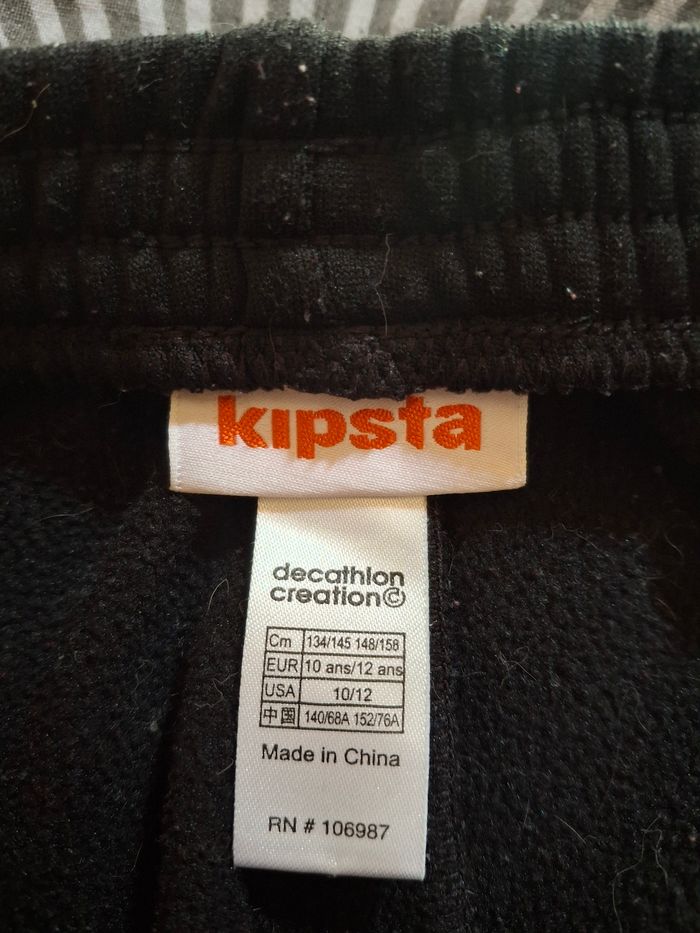 kipsta
decathlon
creation©
Cm 134/145 148/158
EUR 10 ans/12 ans
USA 10/12
中国 140/68A 152/76A
Made in China
RN # 106987